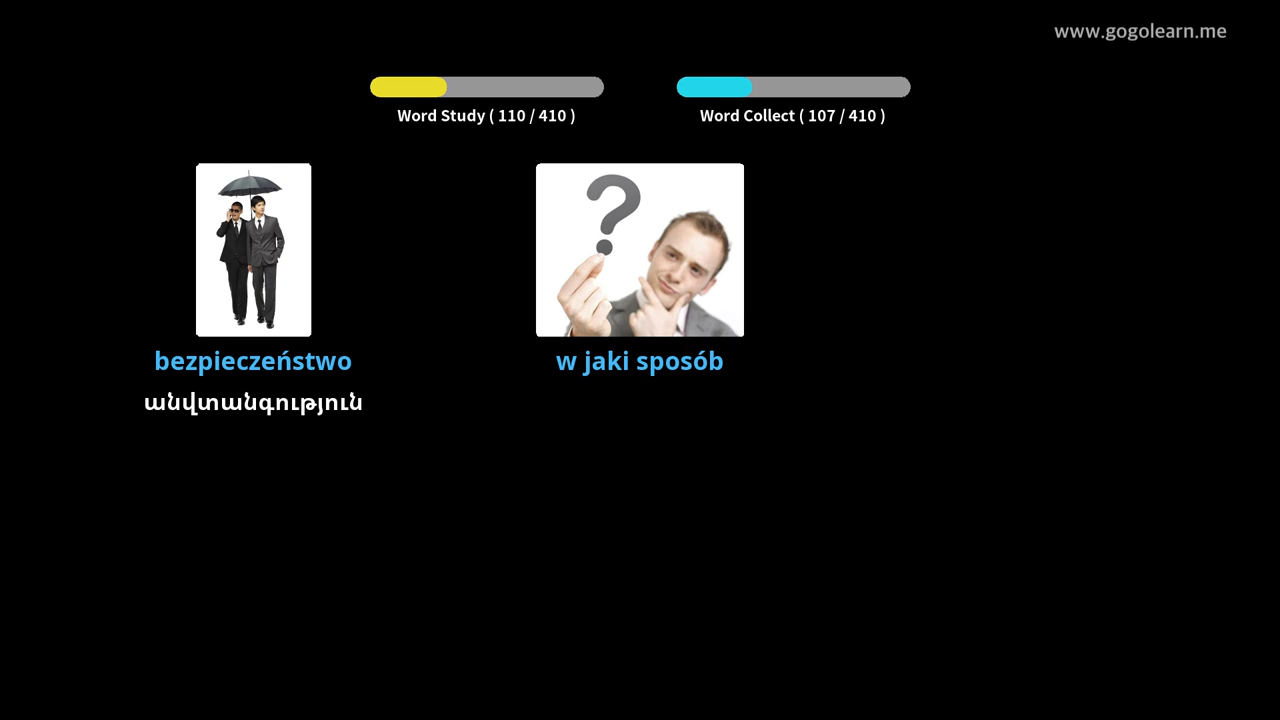 www.gogolearn.me
Word Study ( 110 / 410 )
Word Collect ( 107 / 410 )
bezpieczeństwo
w jaki sposób
անվտանգություն